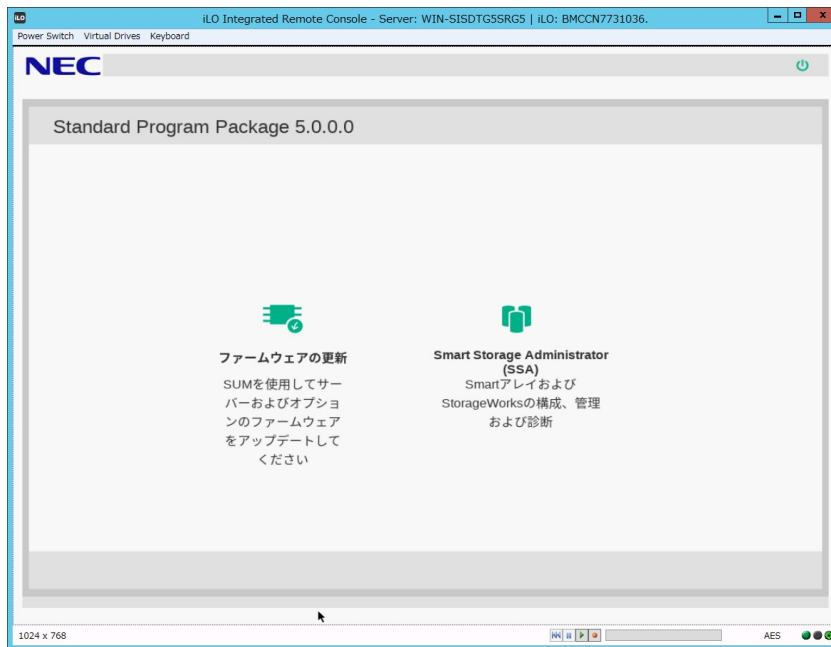 iLO
iLO Integrated Remote Console - Server: WIN-SISDTG5SRG5 | iLO: BMCCN7731036.
Power Switch Virtual Drives Keyboard
NEC
Standard Program Package 5.0.0.0
ファームウェアの更新
SUMを使用してサー
バーおよびオプショ
ンのファームウェア
をアップデートして
ください
Smart Storage Administrator
(SSA)
Smartアレイおよび
StorageWorksの構成、管理
および診断
1024 x 768
AES